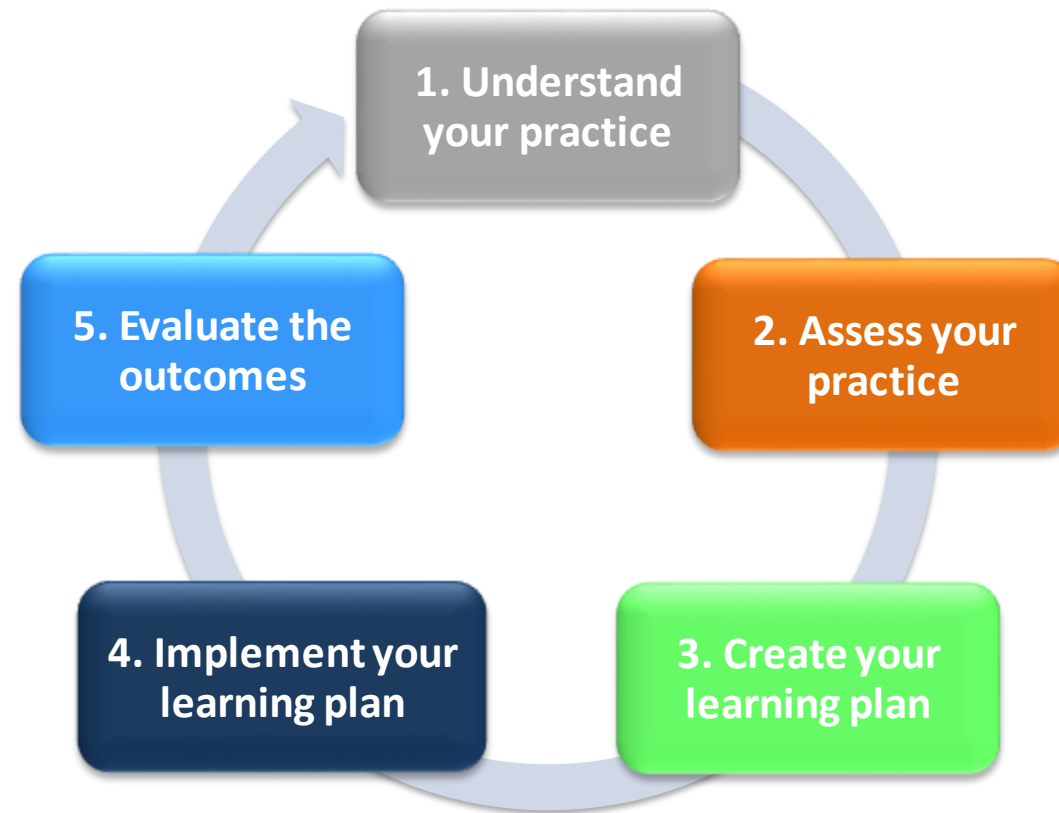 1. Understand
your practice
2. Assess your
practice
3. Create your
learning plan
4. Implement your
learning plan
5. Evaluate the
outcomes